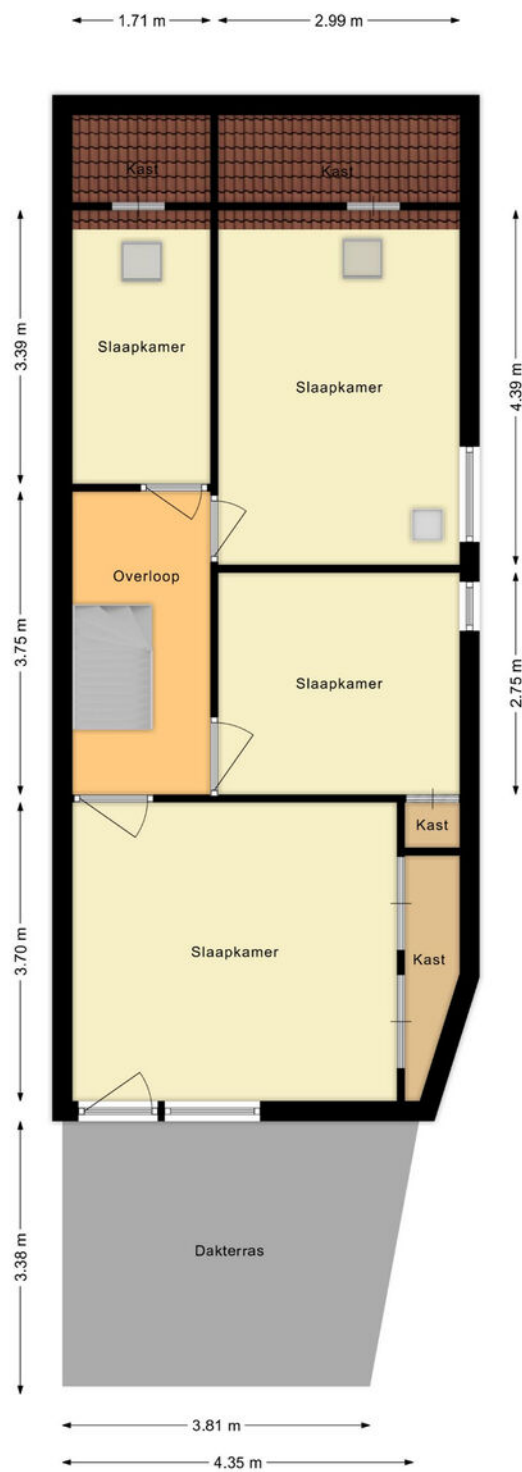 1.71 m
2.99 m
Kast
Kast
3.39 m
Slaapkamer
Slaapkamer
4.39 m
Overloop
3.75 m
Slaapkamer
2.75 m
Kast
3.70 m
Slaapkamer
Kast
3.38 m
Dakterras
3.81 m
4.35 m